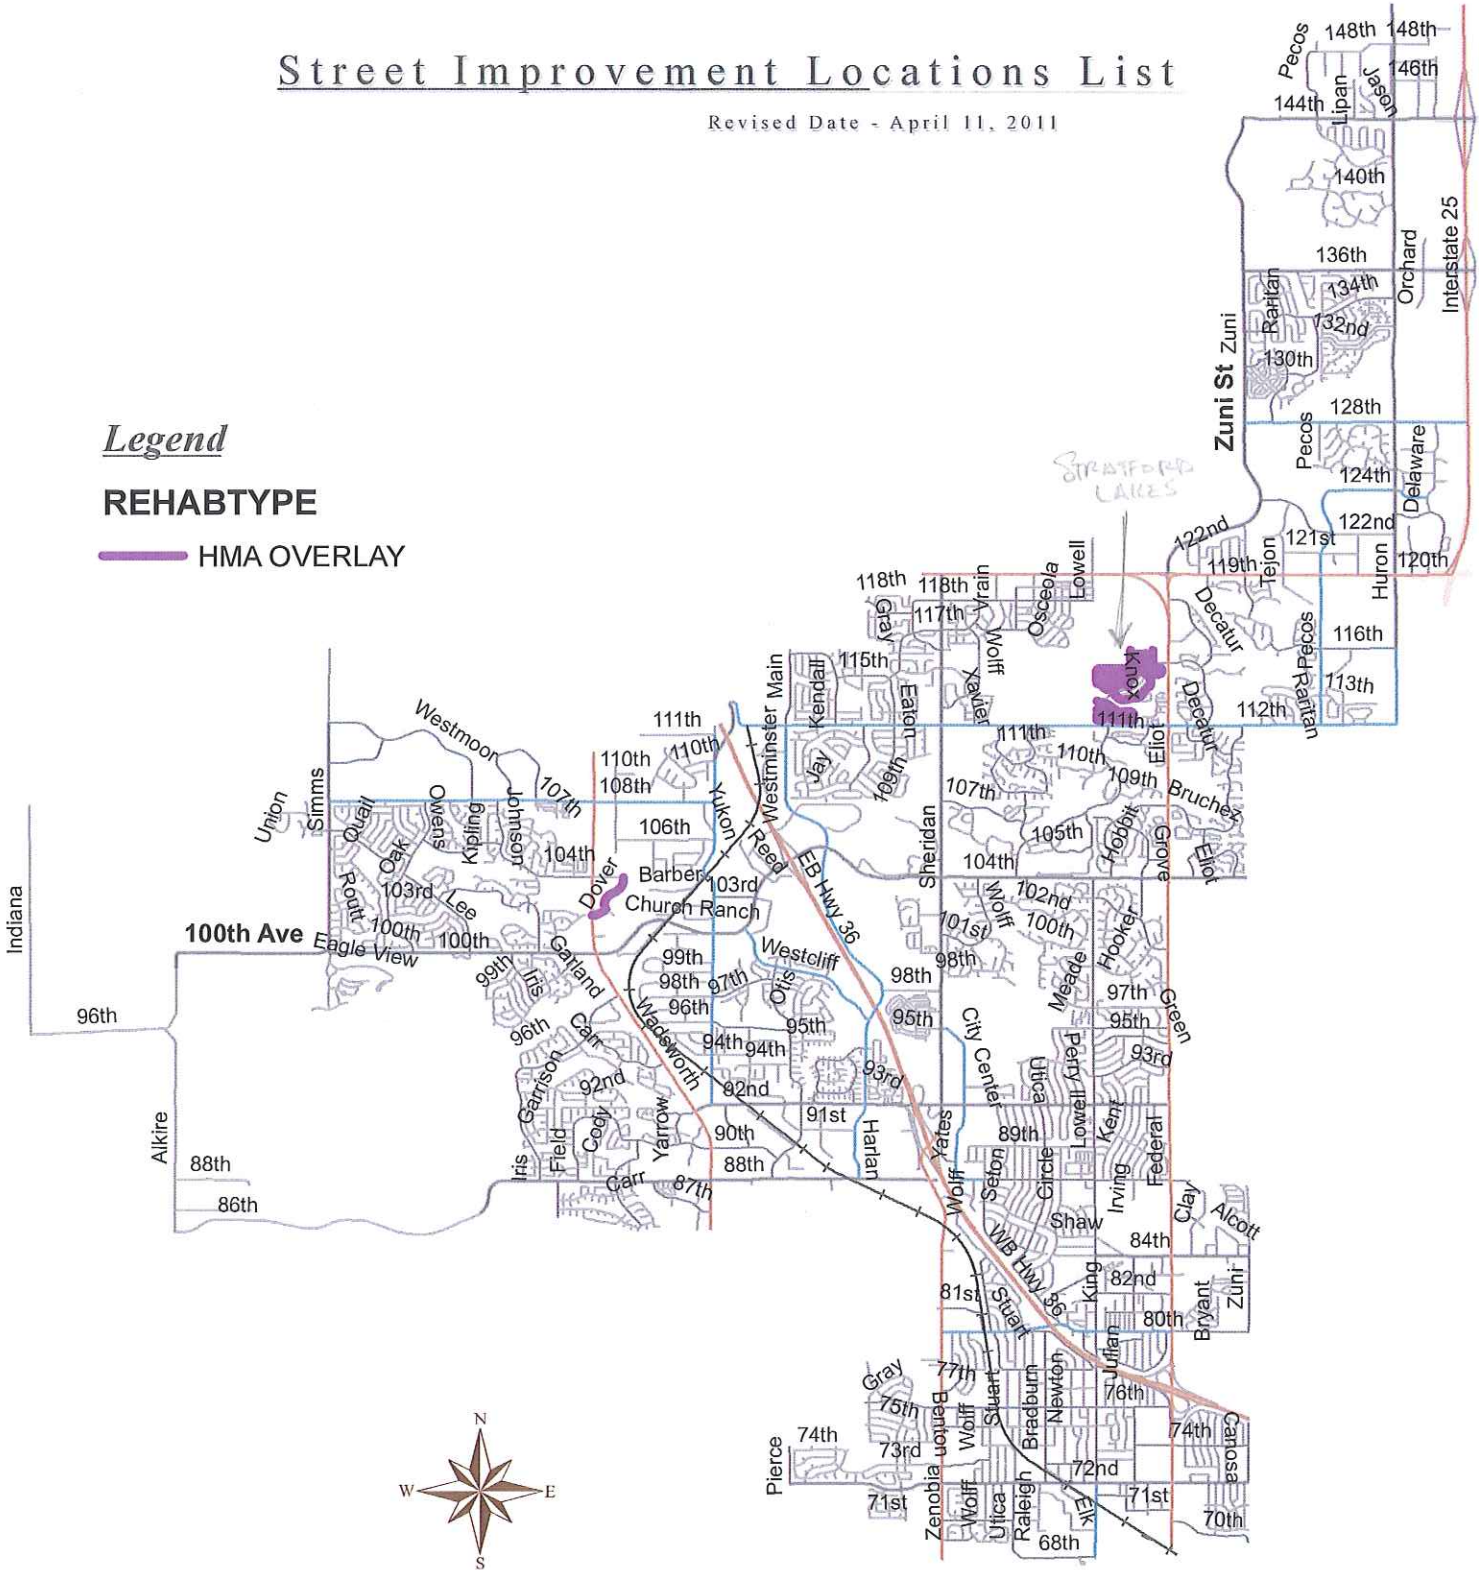 Street Improvement Locations List
Revised Date - April 11, 2011
Legend
REHABTYPE
HMA OVERLAY
STRATFORD
LAKES
Pecos
148th
148th
146th
Lipan
Jason
144th
140th
136th
Orchard
Interstate 25
Raritan
134th
132nd
Zuni
130th
Zuni St
128th
Pecos
124th
Delaware
122nd
122nd
121st
Tejon
119th
Huron
120th
118th
118th
Vrain
Osceola
Lowell
Gray
117th
Wolff
Decatur
Pecos
116th
115th
Knox
Main
Kendall
Eaton
Xavier
Decatur
Raritan
113th
112th
111th
111th
111th
Eliot
Westmoor
110th
110th
Westminster
Jay
109th
110th
109th
108th
Bruchez
107th
107th
Simms
Union
Quail
Owens
Kipling
Johnson
Yukon
106th
Reed
Sheridan
105th
Hobbit
Grove
Eliot
104th
104th
Oak
Dover
Barber
103rd
EB Hwy 36
102nd
Wolff
Routt
103rd
Lee
Church Ranch
101st
100th
Hooker
Indiana
100th Ave
100th
100th
Eagle View
Garland
99th
Iris
99th
98th
97th
Westcliff
Otis
98th
98th
Meade
97th
Green
96th
96th
Carr
96th
Wadsworth
95th
95th
City Center
95th
94th
94th
93rd
93rd
Perry
Utica
Garrison
92nd
92nd
91st
Lowell
Kent
Alkire
Cody
Field
Yarrow
90th
Harlan
Yates
89th
Federal
88th
Iris
88th
Wolff
Seton
Circle
Irving
86th
Carr
87th
Clay
Alcott
Shaw
84th
WB Hwy 36
King
82nd
Zuni
81st
Stuart
80th
Bryant
Julian
Gray
77th
Stuart
Bradburn
Newton
76th
75th
Benton
Wolff
Canosa
74th
74th
Pierce
73rd
72nd
71st
Zenobia
Wolff
Utica
Raleigh
Elk
71st
70th
68th
N
W
E
S